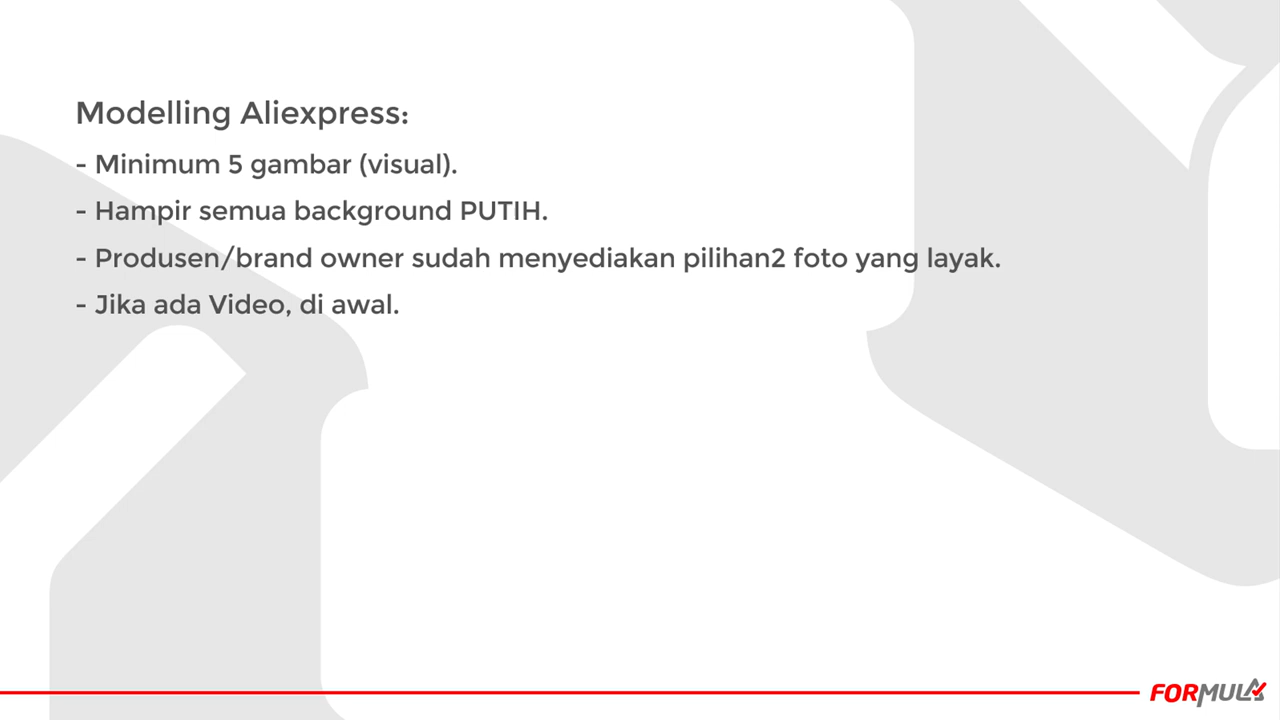 Modelling Aliexpress:
- Minimum 5 gambar (visual).
- Hampir semua background PUTIH.
- Produsen/brand owner sudah menyediakan pilihan2 foto yang layak.
- Jika ada Video, di awal.
FORMULA